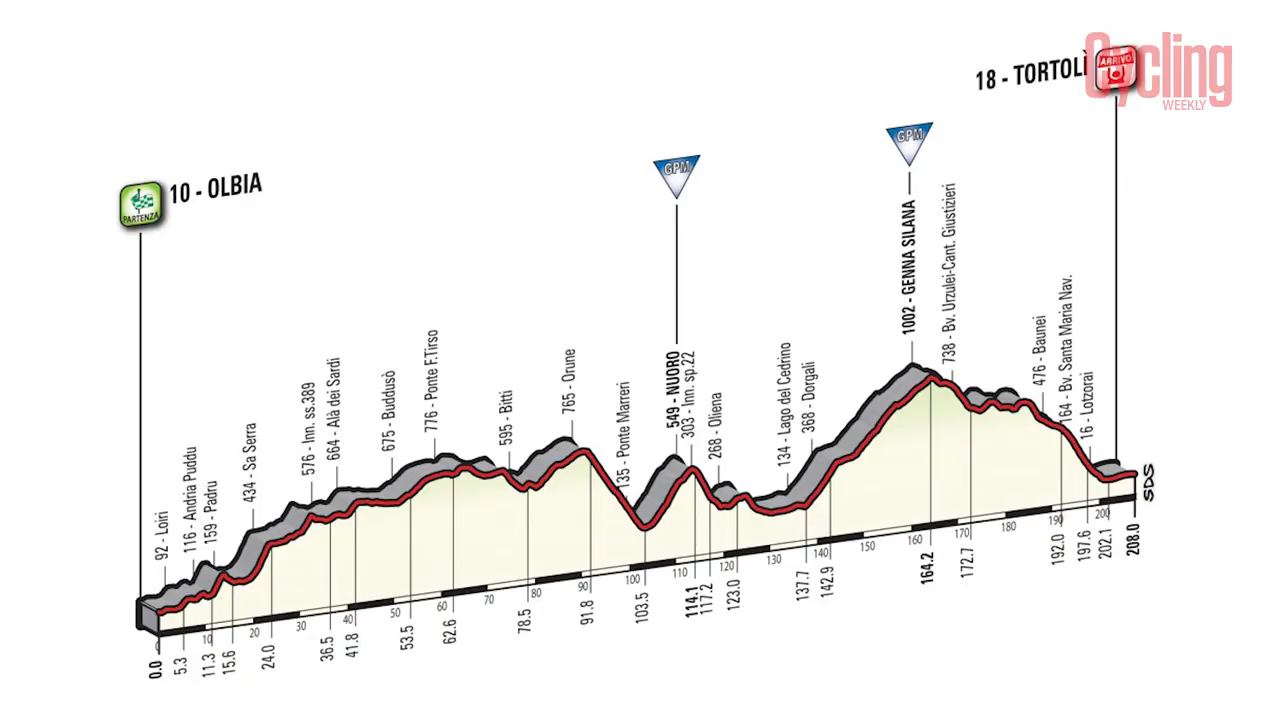 Cycling
WEEKLY
18 - TORTOLÌ
ARRIVO
GPM
GPM
10 - OLBIA
PARTENZA
92 - Loiri
116 - Andria Puddu
159 - Padru
434 - Sa Serra
576 - Inn. ss.389
664 - Alà dei Sardi
675 - Buddusò
776 - Ponte F.Tirso
595 - Bitti
765 - Orune
135 - Ponte Marreri
549 - NUORO
303 - Inn. sp.22
268 - Oliena
134 - Lago del Cedrino
368 - Dorgali
1002 - GENNA SILANA
738 - Bv. Urzulei-Cant. Giustizieri
476 - Baunei
164 - Bv. Santa Maria Nav.
16 - Lotzorai
SDS
0
10
20
30
40
50
60
70
80
90
100
110
120
130
140
150
160
170
180
190
200
0.0
5.3
11.3
15.6
24.0
36.5
41.8
53.5
62.6
78.5
91.8
103.5
114.1
117.2
123.0
137.7
142.9
164.2
172.7
192.0
197.6
202.1
208.0